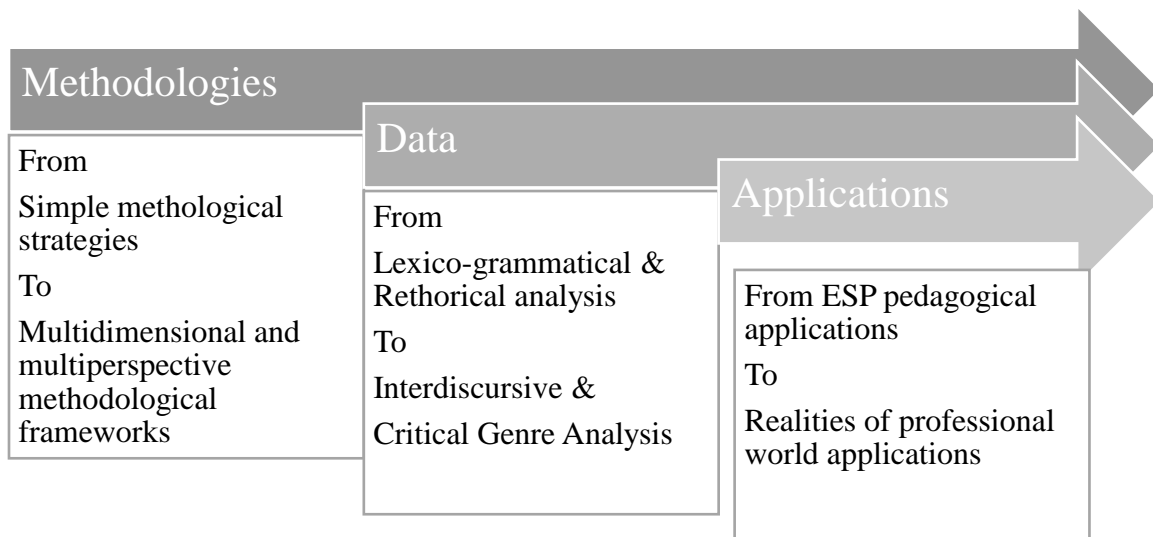 Methodologies
From
Simple methological
strategies
To
Multidimensional and
multiperspective
methodological
frameworks
Data
From
Lexico-grammatical &
Rethorical analysis
To
Interdiscursive &
Critical Genre Analysis
Applications
From ESP pedagogical
applications
To
Realities of professional
world applications